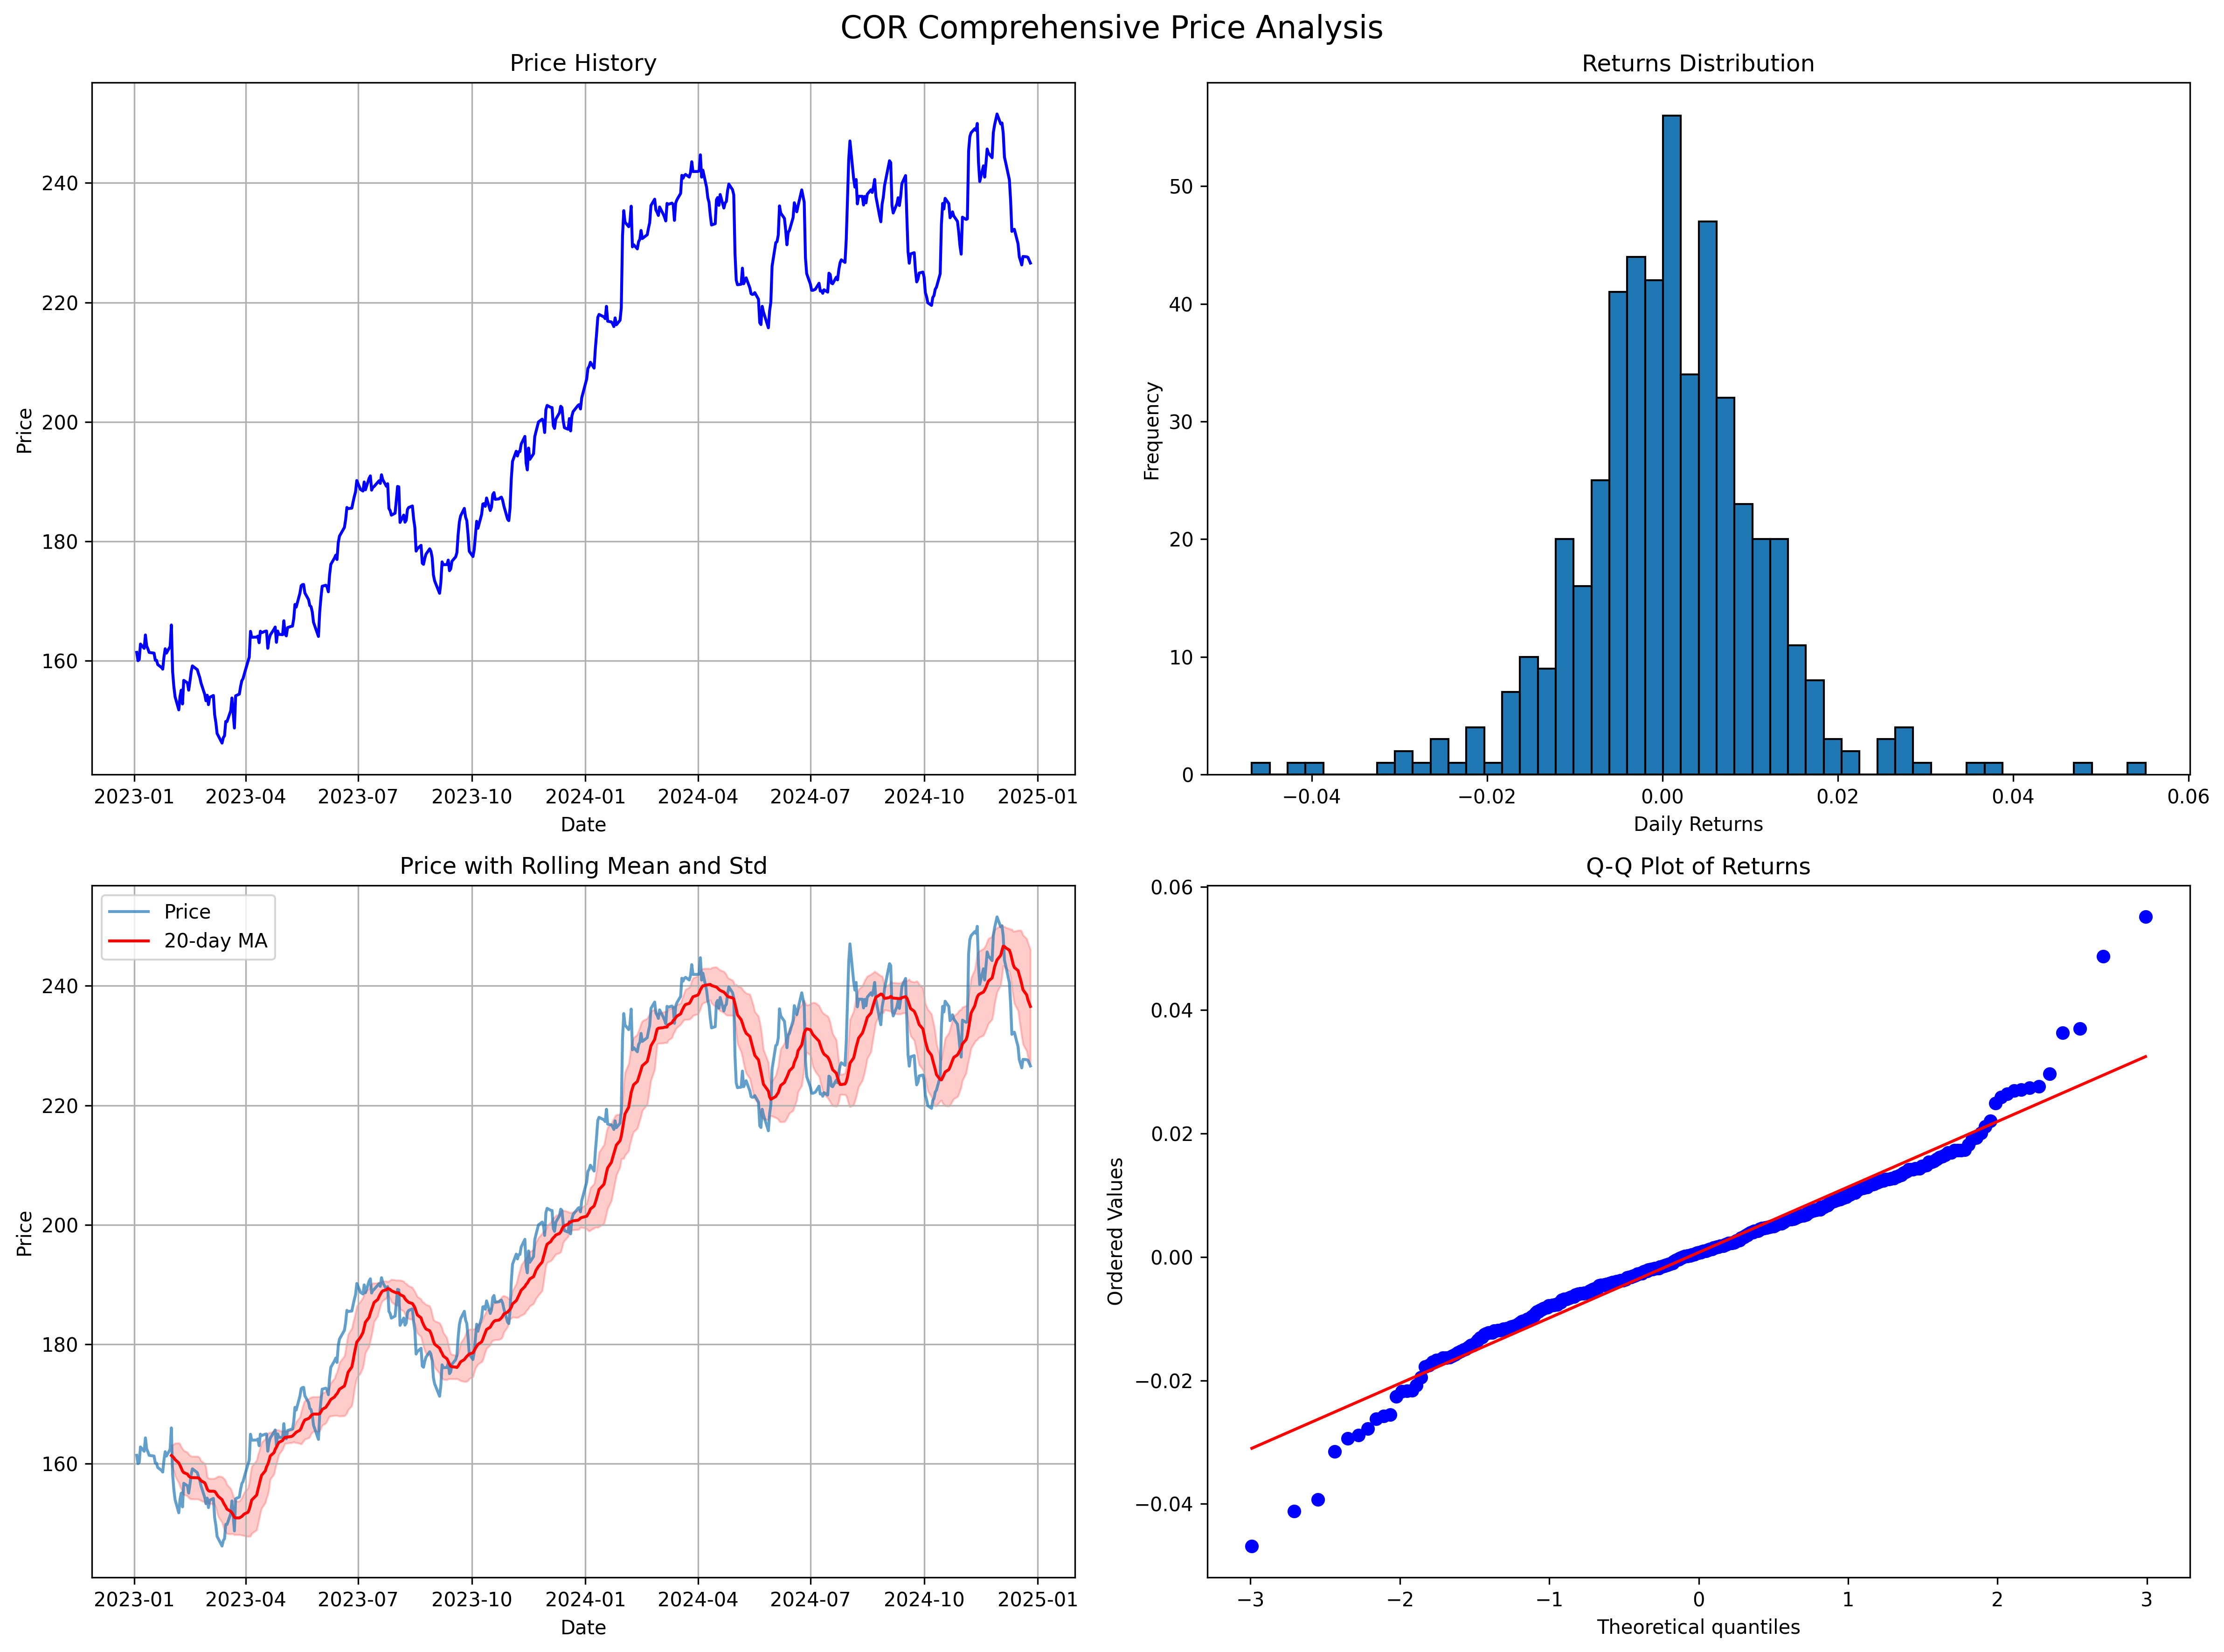 COR Comprehensive Price Analysis
Price History
Price
240
220
200
180
160
2023-01 2023-04 2023-07 2023-10 2024-01 2024-04 2024-07 2024-10 2025-01
Date
Returns Distribution
Frequency
50
40
30
20
10
0
−0.04 −0.02 0.00 0.02 0.04 0.06
Daily Returns
Price with Rolling Mean and Std
Price
20-day MA
Price
240
220
200
180
160
2023-01 2023-04 2023-07 2023-10 2024-01 2024-04 2024-07 2024-10 2025-01
Date
Q-Q Plot of Returns
Ordered Values
0.06
0.04
0.02
0.00
−0.02
−0.04
−3 −2 −1 0 1 2 3
Theoretical quantiles